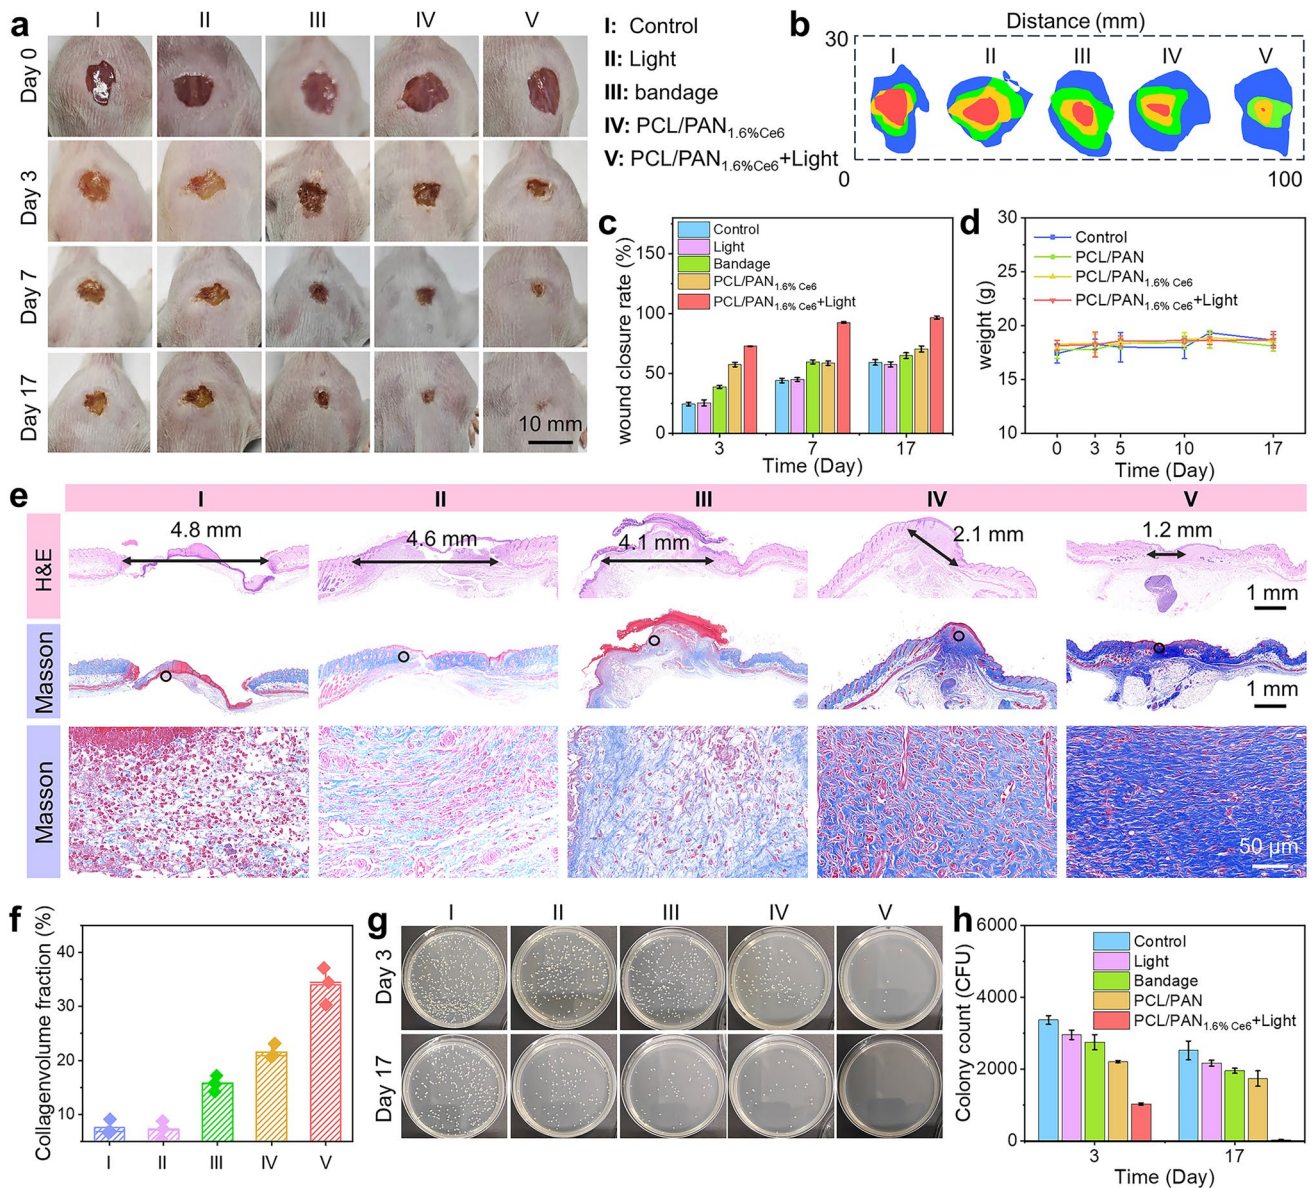 a
I II III IV V
Day 0
Day 3
Day 7
Day 17
10 mm
I: Control
II: Light
III: bandage
IV: PCL/PAN1.6%Ce6
V: PCL/PAN1.6%Ce6+Light
b
Distance (mm)
30
I II III IV V
0 100
c
wound closure rate (%)
150
100
50
0
Control
Light
Bandage
PCL/PAN1.6% Ce6
PCL/PAN1.6% Ce6+Light
3 7 17
Time (Day)
d
weight (g)
30
25
20
15
10
Control
PCL/PAN
PCL/PAN1.6% Ce6
PCL/PAN1.6% Ce6+Light
0 3 5 10 17
Time (Day)
e
I II III IV V
H&E
4.8 mm
4.6 mm
4.1 mm
2.1 mm
1.2 mm
1 mm
Masson
1 mm
Masson
50 μm
f
Collagenvolume fraction (%)
40
30
20
10
I II III IV V
g
I II III IV V
Day 3
Day 17
h
Colony count (CFU)
6000
4000
2000
0
Control
Light
Bandage
PCL/PAN
PCL/PAN1.6% Ce6+Light
3 17
Time (Day)